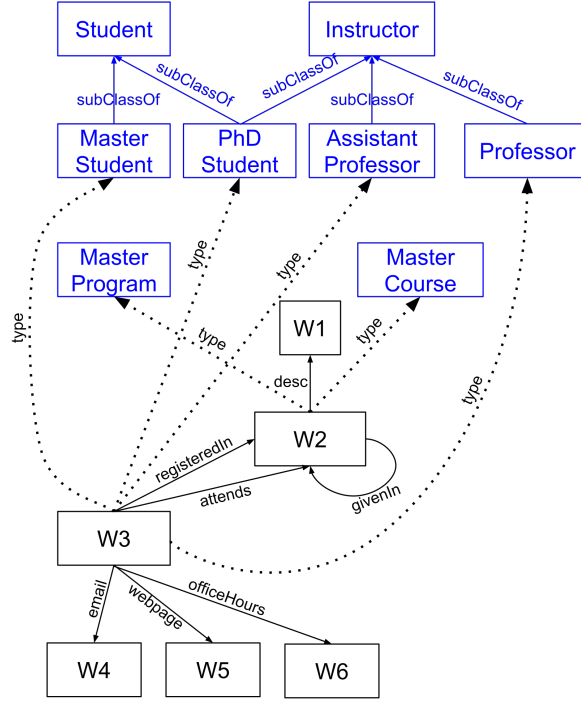 Student
Instructor
subClassOf
subClassOf
subClassOf
subClassOf
subClassOf
Master
Student
PhD
Student
Assistant
Professor
Professor
type
type
Master
Program
Master
Course
type
type
type
type
W1
desc
W2
registeredIn
attends
givenIn
W3
email
webpage
officeHours
W4
W5
W6